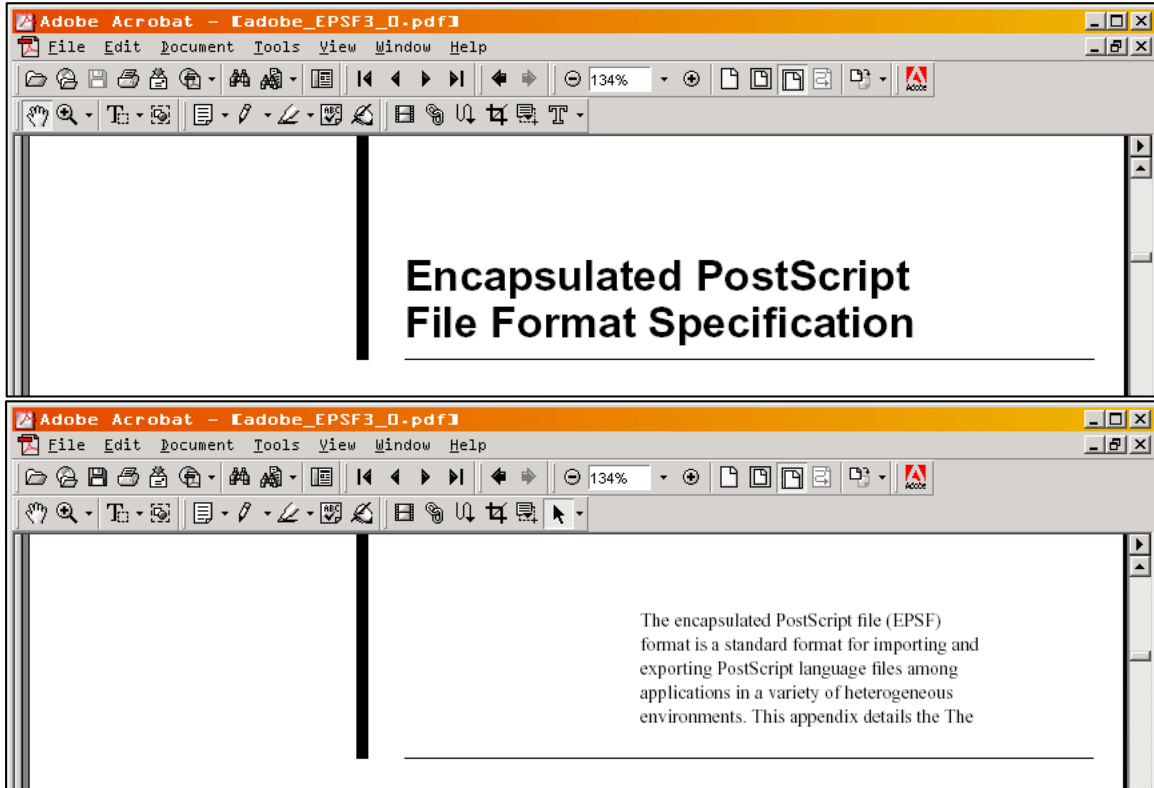 Adobe Acrobat - [adobe_EPSF3_0.pdf]
File Edit Document Tools View Window Help
134%
Adobe
Encapsulated PostScript
File Format Specification
Adobe Acrobat - [adobe_EPSF3_0.pdf]
File Edit Document Tools View Window Help
134%
Adobe
The encapsulated PostScript file (EPSF)
format is a standard format for importing and
exporting PostScript language files among
applications in a variety of heterogeneous
environments. This appendix details the The